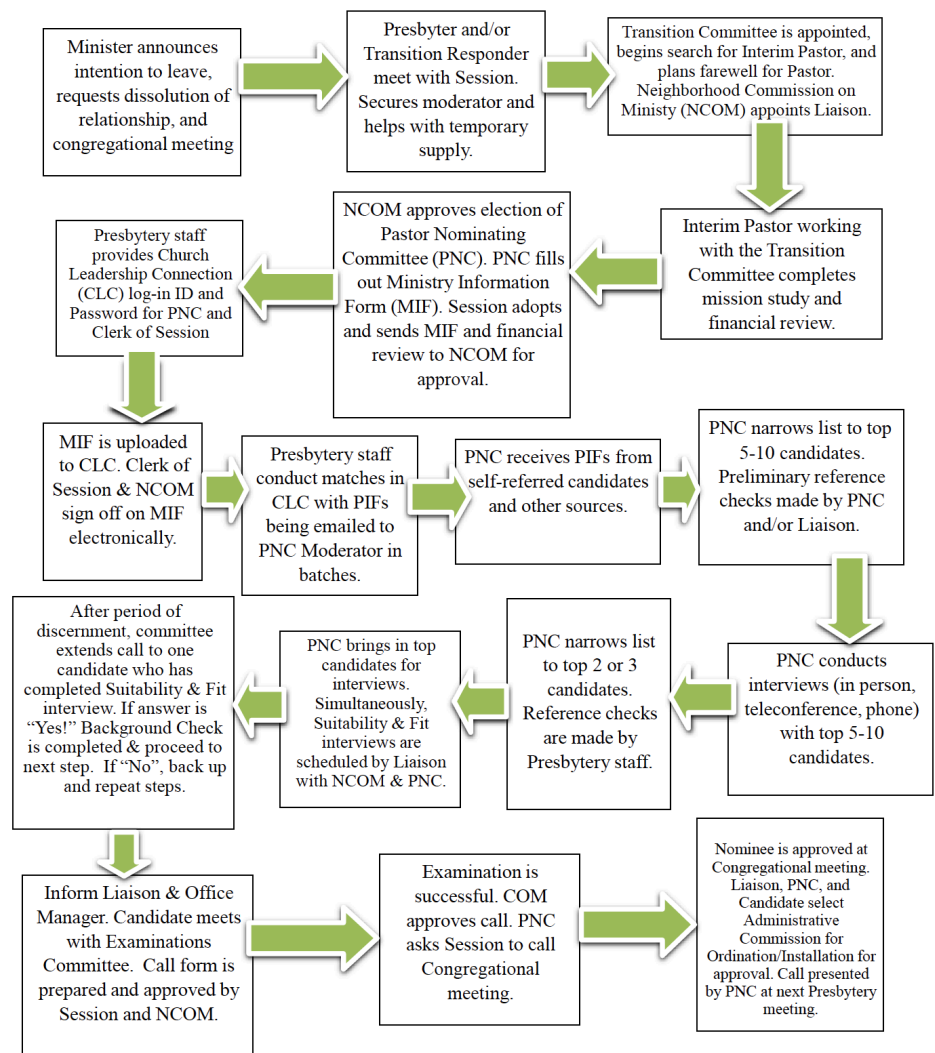 Minister announces
intention to leave,
requests dissolution of
relationship, and
congregational meeting
Presbyter and/or
Transition Responder
meet with Session.
Secures moderator and
helps with temporary
supply.
Transition Committee is appointed,
begins search for Interim Pastor, and
plans farewell for Pastor.
Neighborhood Commission on
Ministy (NCOM) appoints Liaison.
Interim Pastor working
with the Transition
Committee completes
mission study and
financial review.
NCOM approves election of
Pastor Nominating
Committee (PNC). PNC fills
out Ministry Information
Form (MIF). Session adopts
and sends MIF and financial
review to NCOM for
approval.
Presbytery staff
provides Church
Leadership Connection
(CLC) log-in ID and
Password for PNC and
Clerk of Session
MIF is uploaded
to CLC. Clerk of
Session & NCOM
sign off on MIF
electronically.
Presbytery staff
conduct matches in
CLC with PIFs
being emailed to
PNC Moderator in
batches.
PNC receives PIFs from
self-referred candidates
and other sources.
PNC narrows list to top
5-10 candidates.
Preliminary reference
checks made by PNC
and/or Liaison.
PNC conducts
interviews (in person,
teleconference, phone)
with top 5-10
candidates.
PNC narrows list
to top 2 or 3
candidates.
Reference checks
are made by
Presbytery staff.
PNC brings in top
candidates for
interviews.
Simultaneously,
Suitability & Fit
interviews are
scheduled by Liaison
with NCOM & PNC.
After period of
discernment, committee
extends call to one
candidate who has
completed Suitability & Fit
interview. If answer is
“Yes!” Background Check
is completed & proceed to
next step. If “No”, back up
and repeat steps.
Inform Liaison & Office
Manager. Candidate meets
with Examinations
Committee. Call form is
prepared and approved by
Session and NCOM.
Examination is
successful. COM
approves call. PNC
asks Session to call
Congregational
meeting.
Nominee is approved at
Congregational meeting.
Liaison, PNC, and
Candidate select
Administrative
Commission for
Ordination/Installation for
approval. Call presented
by PNC at next Presbytery
meeting.